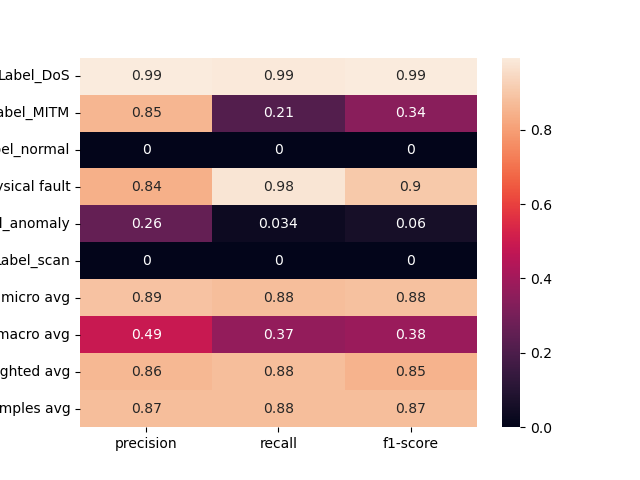 Label_DoS 0.99 0.99 0.99
abel_MITM 0.85 0.21 0.34 0.8
el_normal 0 0 0
ysical fault 0.84 0.98 0.9 0.6
l_anomaly 0.26 0.034 0.06
Label_scan 0 0 0 0.4
micro avg 0.89 0.88 0.88
macro avg 0.49 0.37 0.38 0.2
ghted avg 0.86 0.88 0.85
mples avg 0.87 0.88 0.87 0.0
precision recall f1-score